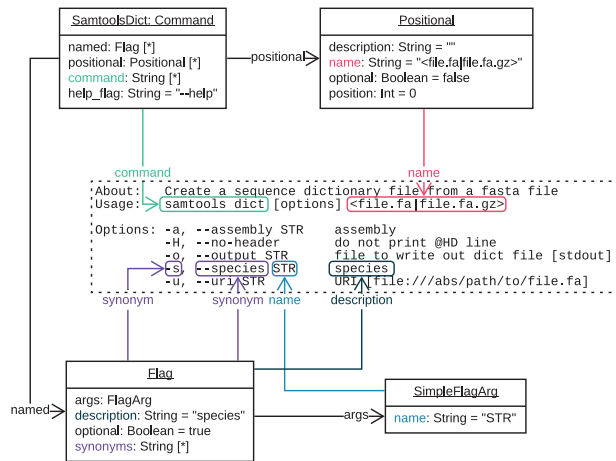 SamtoolsDict: Command
named: Flag [*]
positional: Positional [*]
command: String [*]
help_flag: String = "--help"
positional
Positional
description: String = ""
name: String = "<file.fa|file.fa.gz>"
optional: Boolean = false
position: Int = 0
command
name
About: Create a sequence dictionary file from a fasta file
Usage: samtools dict [options] <file.fa|file.fa.gz>
Options: -a, --assembly STR assembly
-H, --no-header do not print @HD line
-o, --output STR file to write out dict file [stdout]
-s, --species STR species
-u, --uri STR URI [file:///abs/path/to/file.fa]
synonym
synonym
name
description
named
Flag
args: FlagArg
description: String = "species"
optional: Boolean = true
synonyms: String [*]
args
SimpleFlagArg
name: String = "STR"